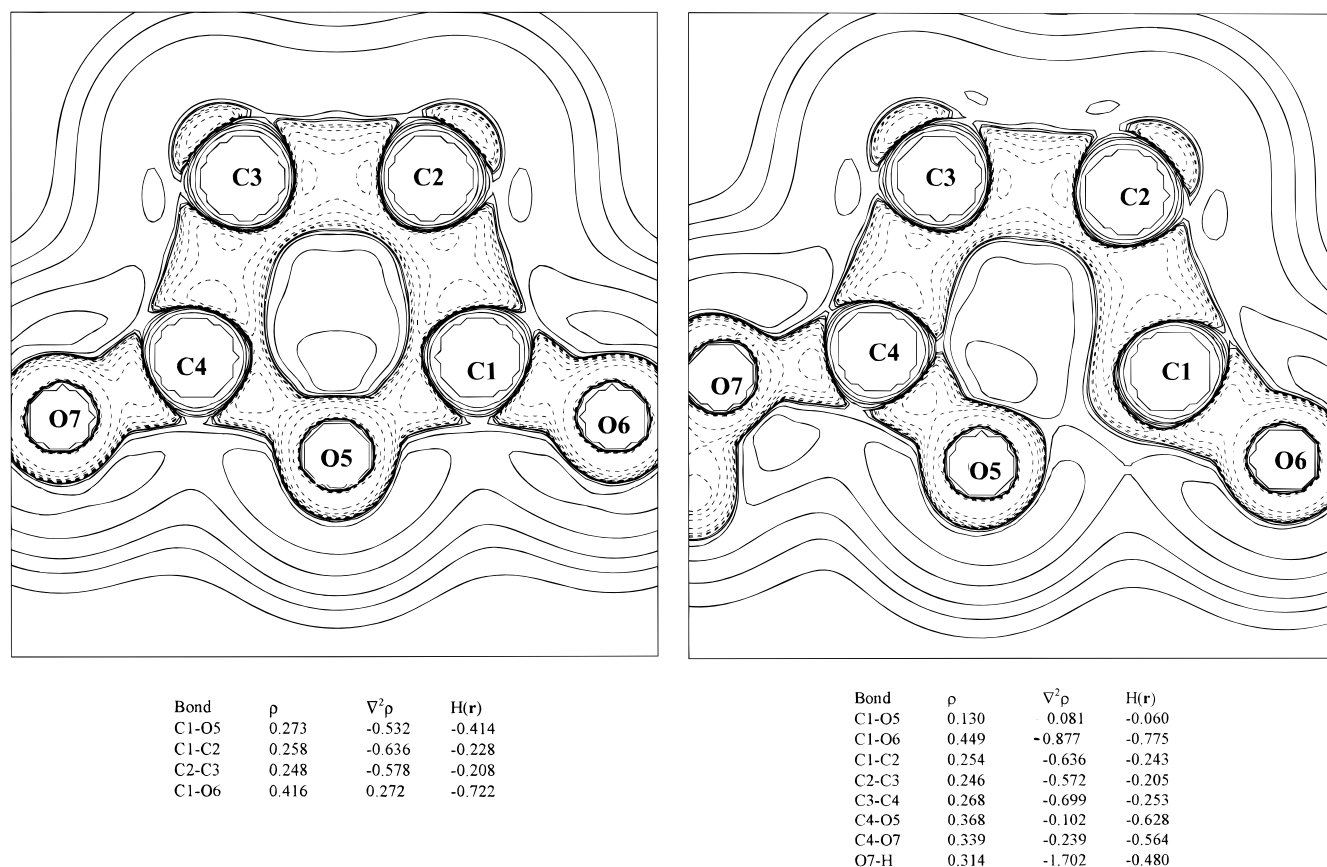 C3 C2
C4 C1
O7 O6
O5
C3 C2
C4 C1
O7
O5 O6
Bond ρ ∇²ρ H(r)
C1-O5 0.273 -0.532 -0.414
C1-C2 0.258 -0.636 -0.228
C2-C3 0.248 -0.578 -0.208
C1-O6 0.416 0.272 -0.722
Bond ρ ∇²ρ H(r)
C1-O5 0.130 0.081 -0.060
C1-O6 0.449 -0.877 -0.775
C1-C2 0.254 -0.636 -0.243
C2-C3 0.246 -0.572 -0.205
C3-C4 0.268 -0.699 -0.253
C4-O5 0.368 -0.102 -0.628
C4-O7 0.339 -0.239 -0.564
O7-H 0.314 -1.702 -0.480